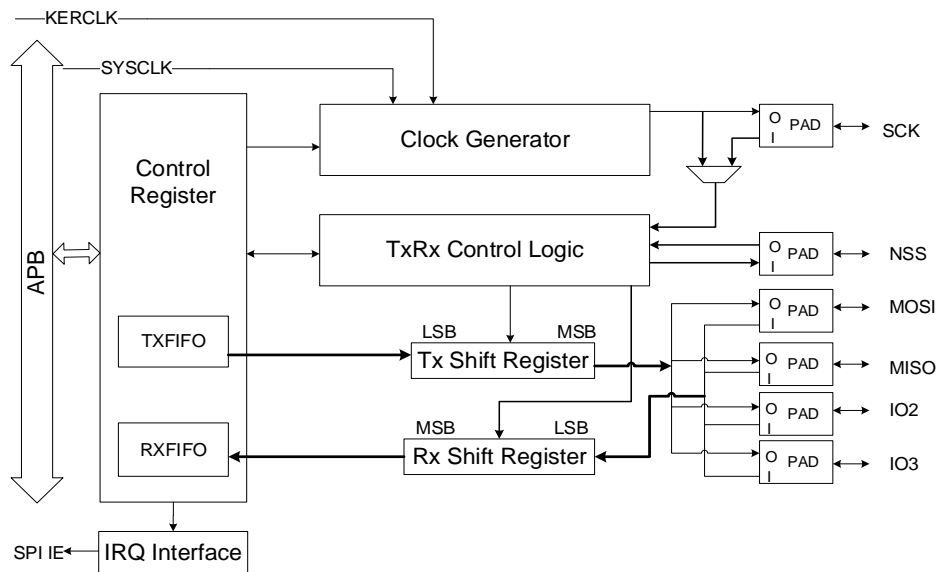 KERCLK
SYSCLK
APB
Control
Register
Clock Generator
O
I
PAD
SCK
TxRx Control Logic
O
I
PAD
NSS
O
I
PAD
MOSI
TXFIFO
LSB
MSB
Tx Shift Register
O
I
PAD
MISO
O
I
PAD
IO2
RXFIFO
MSB
LSB
Rx Shift Register
O
I
PAD
IO3
SPI IE
IRQ Interface